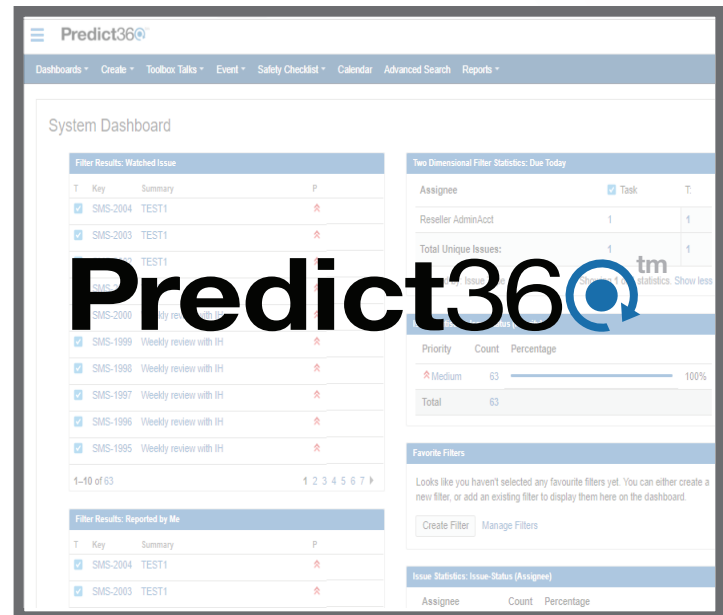 Predict360
Dashboards Create Toolbox Talks Event Safety Checklist Calendar Advanced Search Reports
System Dashboard
Filter Results: Watched Issue
T Key Summary P
SMS-2004 TEST1
SMS-2003 TEST1
TEST1
SMS-2000 Weekly review with IH
SMS-1999 Weekly review with IH
SMS-1998 Weekly review with IH
SMS-1997 Weekly review with IH
SMS-1996 Weekly review with IH
SMS-1995 Weekly review with IH
1–10 of 63 1 2 3 4 5 6 7
Filter Results: Reported by Me
T Key Summary P
SMS-2004 TEST1
SMS-2003 TEST1
Predict360 tm
Two Dimensional Filter Statistics: Due Today
Assignee Task T:
Reseller AdminAcct 1 1
Total Unique Issues: 1 1
statistics. Show less
Priority Count Percentage
Medium 63 100%
Total 63
Favorite Filters
Looks like you haven't selected any favourite filters yet. You can either create a
new filter, or add an existing filter to display them here on the dashboard.
Create Filter Manage Filters
Issue Statistics: Issue-Status (Assignee)
Assignee Count Percentage